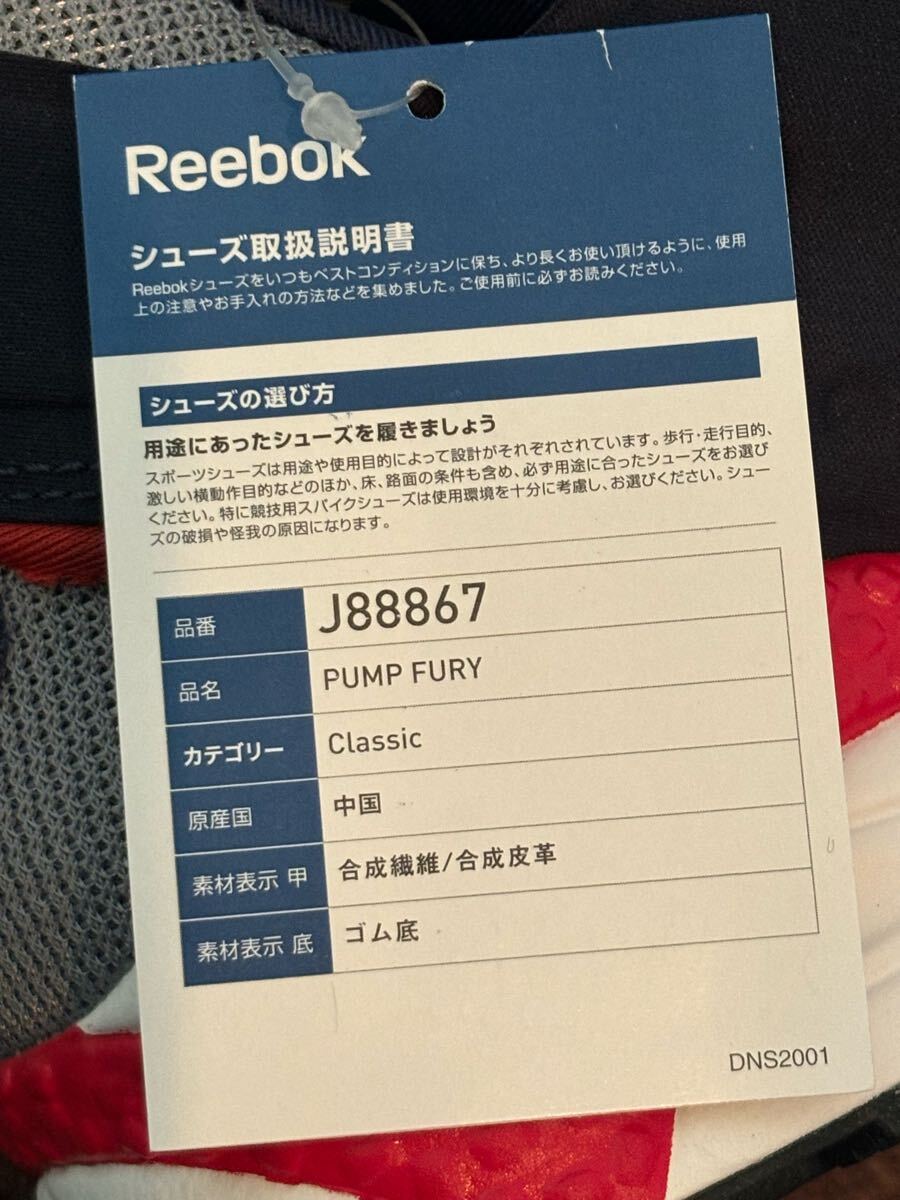 Reebok
シューズ取扱説明書
Reebokシューズをいつもベストコンディションに保ち、より長くお使い頂けるように、使用
上の注意やお手入れの方法などを集めました。ご使用前に必ずお読みください。
シューズの選び方
用途にあったシューズを履きましょう
スポーツシューズは用途や使用目的によって設計がそれぞれされています。歩行・走行目的、
激しい横動作目的などのほか、床、路面の条件も含め、必ず用途に合ったシューズをお選び
ください。特に競技用スパイクシューズは使用環境を十分に考慮し、お選びください。シュー
ズの破損や怪我の原因になります。
品番 J88867
品名 PUMP FURY
カテゴリー Classic
原産国 中国
素材表示 甲 合成繊維/合成皮革
素材表示 底 ゴム底
DNS2001